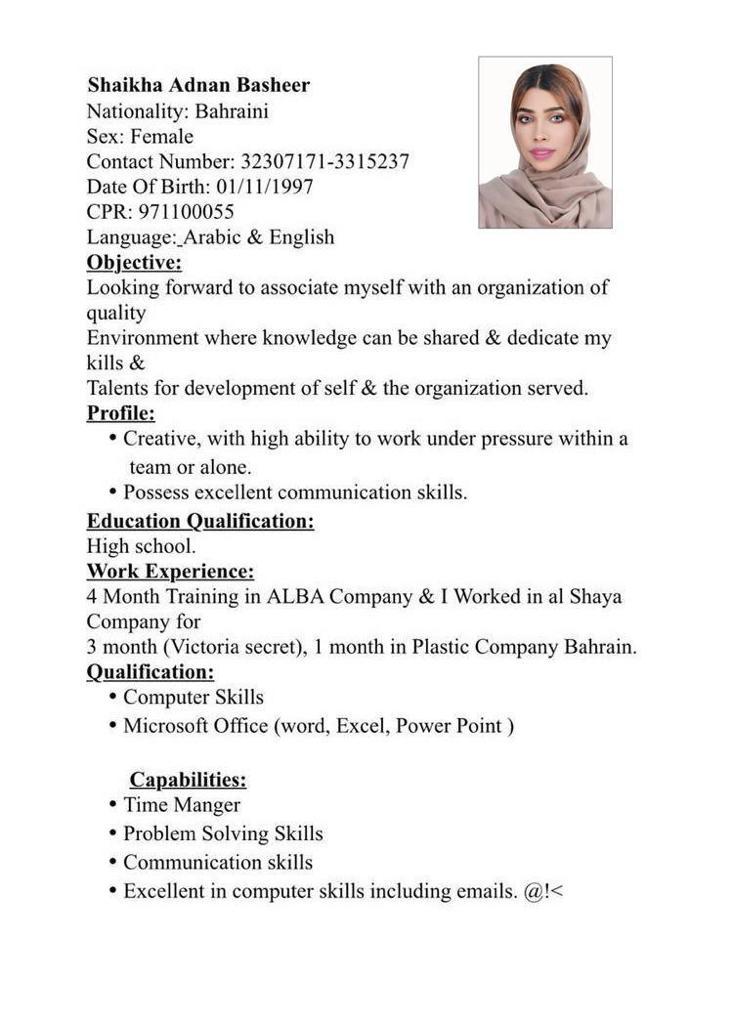 Shaikha Adnan Basheer
Nationality: Bahraini
Sex: Female
Contact Number: 32307171-3315237
Date Of Birth: 01/11/1997
CPR: 971100055
Language: Arabic & English
Objective:
Looking forward to associate myself with an organization of
quality
Environment where knowledge can be shared & dedicate my
kills &
Talents for development of self & the organization served.
Profile:
• Creative, with high ability to work under pressure within a
team or alone.
• Possess excellent communication skills.
Education Qualification:
High school.
Work Experience:
4 Month Training in ALBA Company & I Worked in al Shaya
Company for
3 month (Victoria secret), 1 month in Plastic Company Bahrain.
Qualification:
• Computer Skills
• Microsoft Office (word, Excel, Power Point )
Capabilities:
• Time Manger
• Problem Solving Skills
• Communication skills
• Excellent in computer skills including emails. @!<